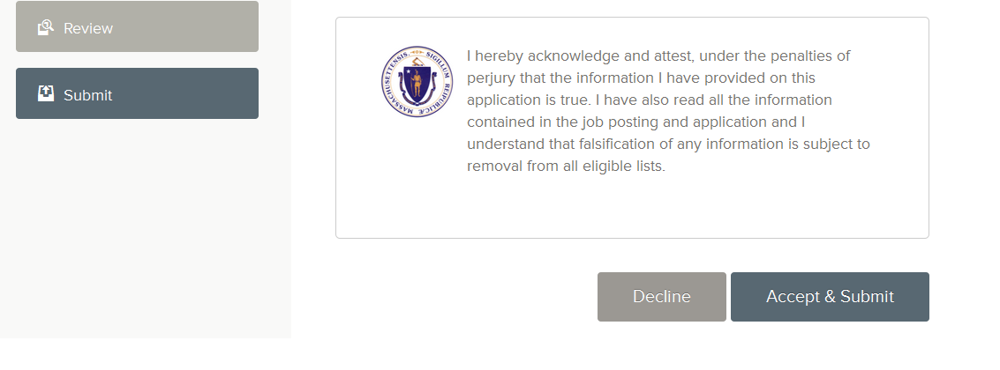 Review
Submit
MASSACHUSETTENSIS. SIGILLUM REIPUBLICÆ
I hereby acknowledge and attest, under the penalties of
perjury that the information I have provided on this
application is true. I have also read all the information
contained in the job posting and application and I
understand that falsification of any information is subject to
removal from all eligible lists.
Decline
Accept & Submit